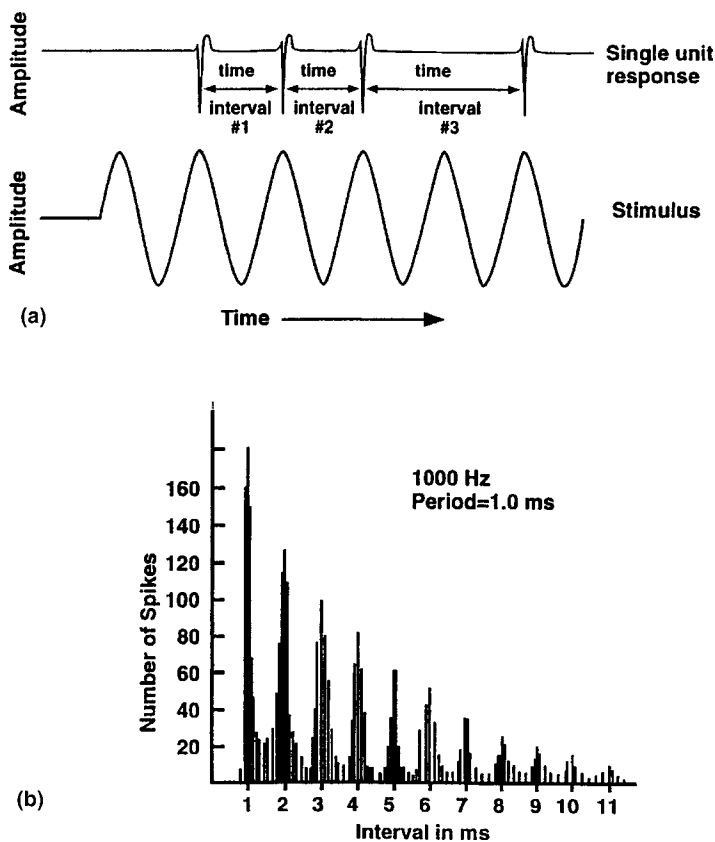 Amplitude
Single unit
response
time
time
time
interval
#1
interval
#2
interval
#3
Amplitude
Stimulus
(a)
Time
1000 Hz
Period=1.0 ms
Number of Spikes
160
140
120
100
80
60
40
20
1 2 3 4 5 6 7 8 9 10 11
Interval in ms
(b)